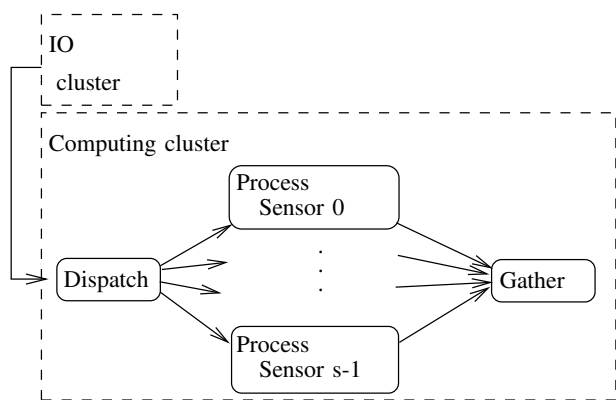 IO
cluster
Computing cluster
Process
Sensor 0
Dispatch
Gather
Process
Sensor s-1